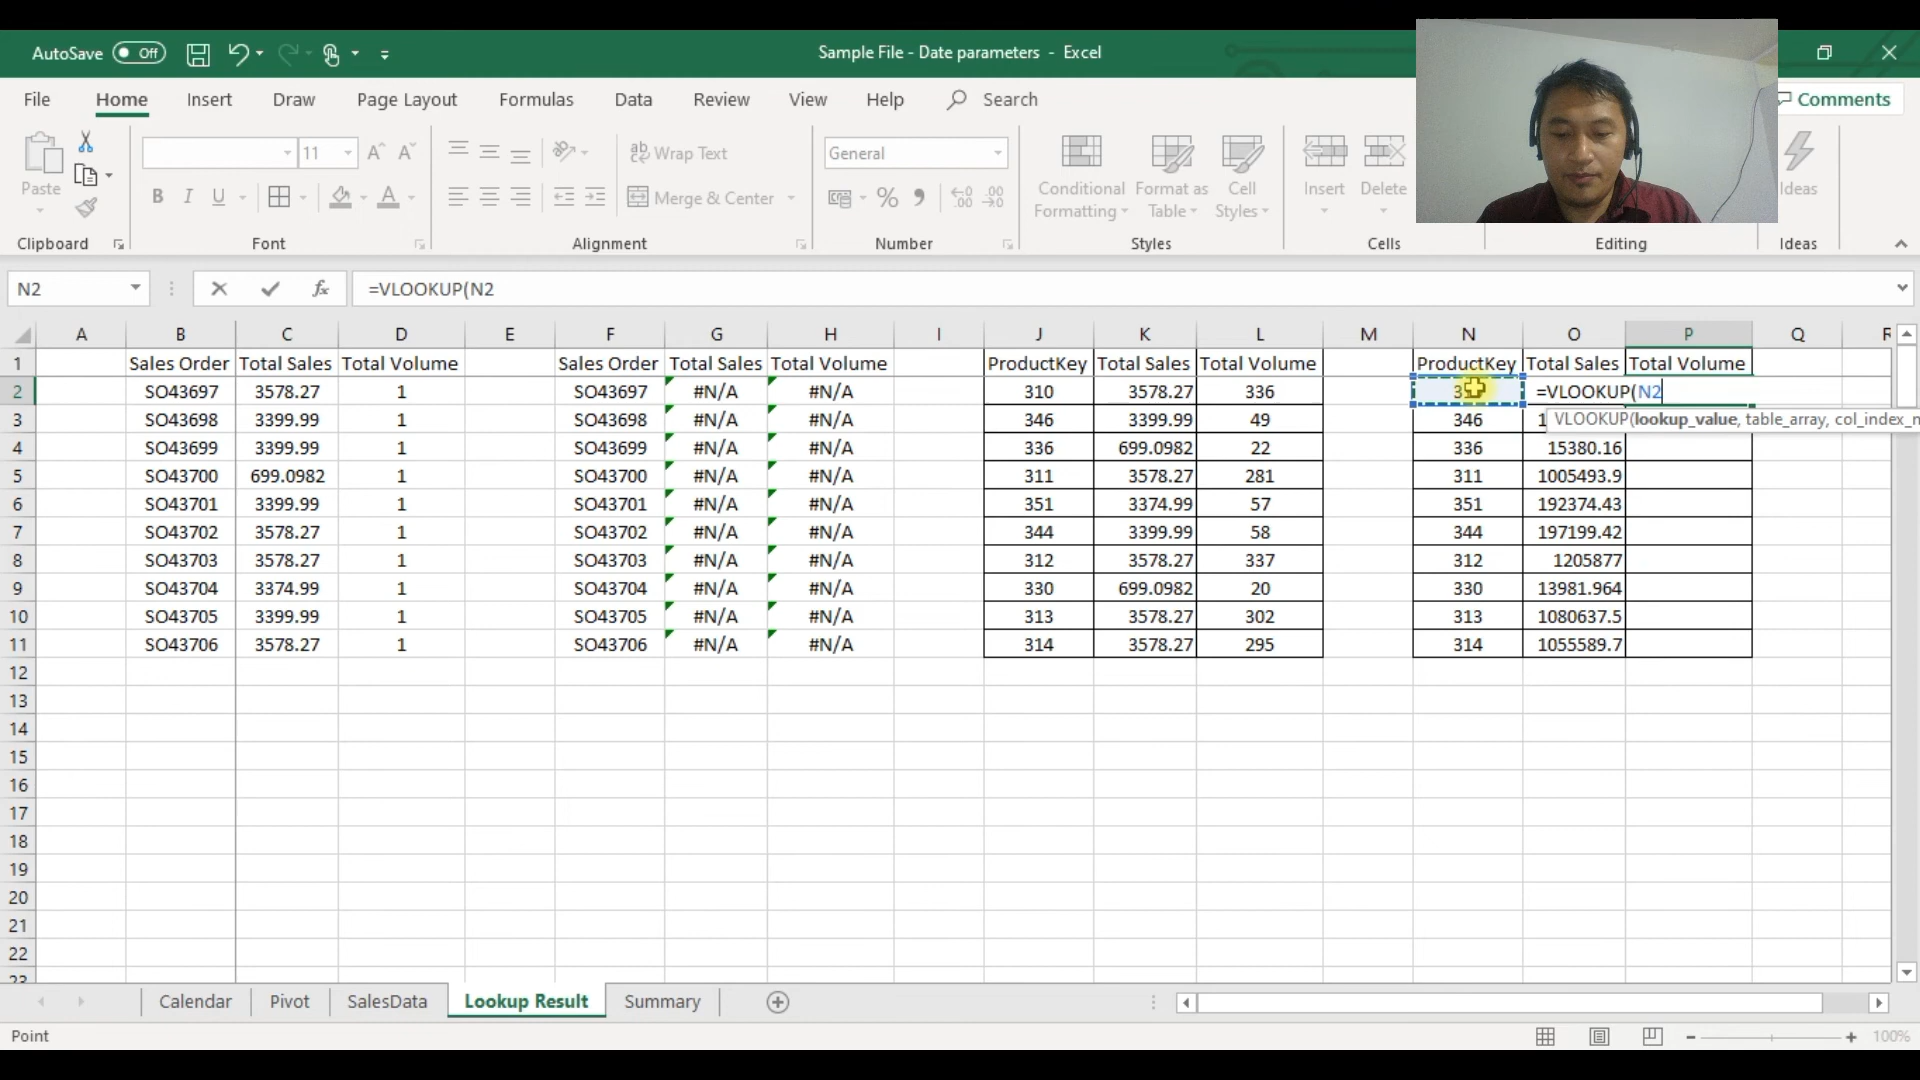 AutoSave Off
Sample File - Date parameters - Excel
File Home Insert Draw Page Layout Formulas Data Review View Help Search
Comments
Paste
11
Wrap Text
General
Merge & Center
Conditional Formatting
Format as Table
Cell Styles
Insert
Delete
Ideas
Clipboard Font Alignment Number Styles Cells Editing Ideas
N2
=VLOOKUP(N2
A B C D E F G H I J K L M N O P Q R
1 Sales Order Total Sales Total Volume Sales Order Total Sales Total Volume ProductKey Total Sales Total Volume ProductKey Total Sales Total Volume
2 SO43697 3578.27 1 SO43697 #N/A #N/A 310 3578.27 336 =VLOOKUP(N2
VLOOKUP(lookup_value, table_array, col_index_n
3 SO43698 3399.99 1 SO43698 #N/A #N/A 346 3399.99 49 346
4 SO43699 3399.99 1 SO43699 #N/A #N/A 336 699.0982 22 336 15380.16
5 SO43700 699.0982 1 SO43700 #N/A #N/A 311 3578.27 281 311 1005493.9
6 SO43701 3399.99 1 SO43701 #N/A #N/A 351 3374.99 57 351 192374.43
7 SO43702 3578.27 1 SO43702 #N/A #N/A 344 3399.99 58 344 197199.42
8 SO43703 3578.27 1 SO43703 #N/A #N/A 312 3578.27 337 312 1205877
9 SO43704 3374.99 1 SO43704 #N/A #N/A 330 699.0982 20 330 13981.964
10 SO43705 3399.99 1 SO43705 #N/A #N/A 313 3578.27 302 313 1080637.5
11 SO43706 3578.27 1 SO43706 #N/A #N/A 314 3578.27 295 314 1055589.7
12
13
14
15
16
17
18
19
20
21
22
23
Calendar Pivot SalesData Lookup Result Summary
Point
100%